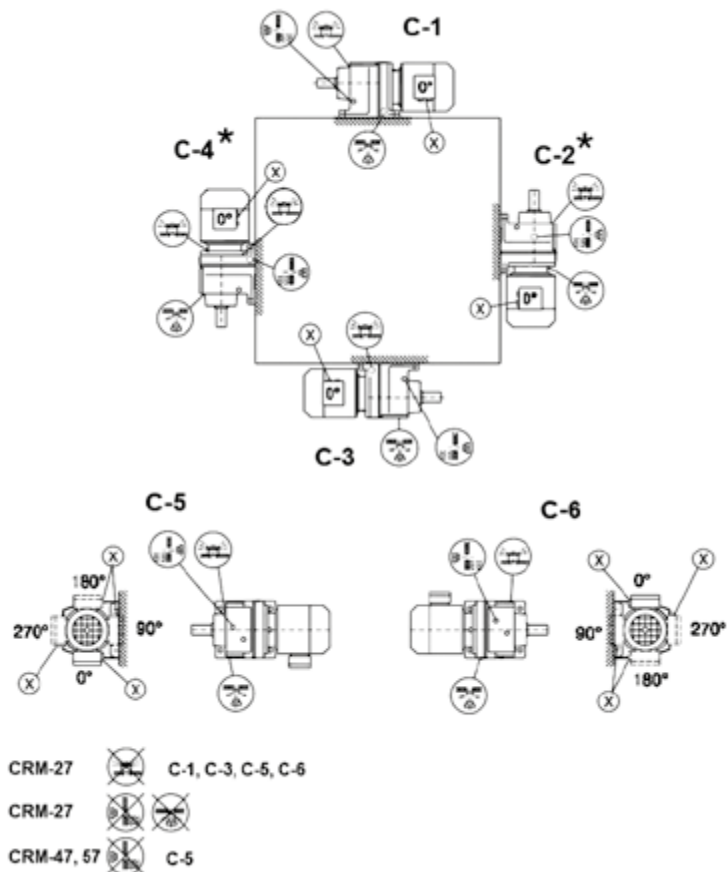 C-1
0°
X
C-4*
X
0°
C-2*
X
0°
X
0°
C-3
C-5
X
180°
270°
90°
X
0°
X
C-6
X
X
0°
90°
270°
180°
X
CRM-27 C-1, C-3, C-5, C-6
CRM-27
CRM-47, 57 C-5